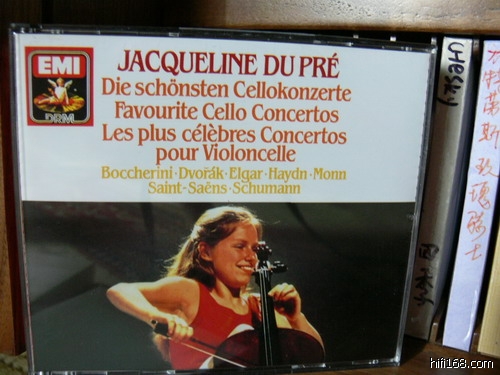 EMI
DRM
JACQUELINE DU PRÉ
Die schönsten Cellokonzerte
Favourite Cello Concertos
Les plus célèbres Concertos
pour Violoncelle
Boccherini · Dvořák · Elgar · Haydn · Monn
Saint-Saëns · Schumann
chesky
hifi168.com